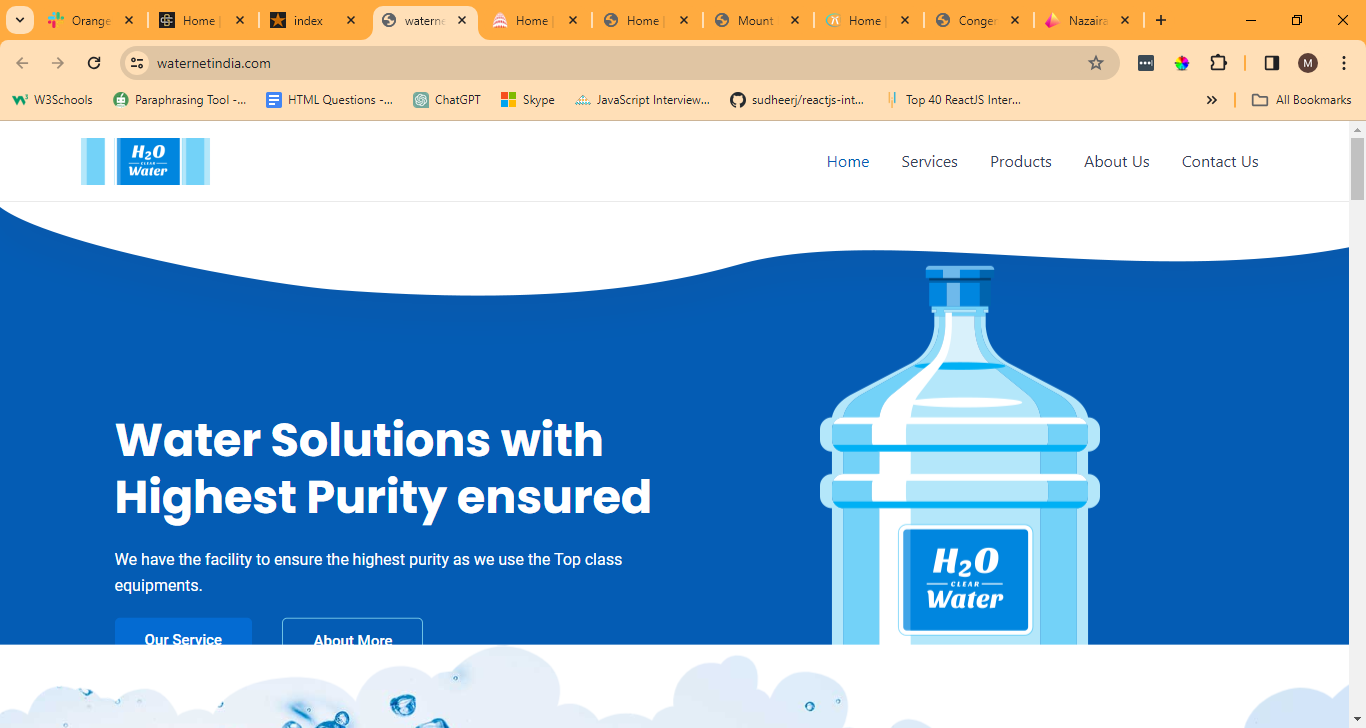 Orange
Home |
index
waterne
Home |
Home |
Mount
Home |
Conger
Nazaira
waternetindia.com
M
W3Schools
Paraphrasing Tool -...
HTML Questions -...
ChatGPT
Skype
JavaScript Interview...
sudheerj/reactjs-int...
Top 40 ReactJS Inter...
All Bookmarks
H2O
CLEAR
Water
Home
Services
Products
About Us
Contact Us
Water Solutions with
Highest Purity ensured
We have the facility to ensure the highest purity as we use the Top class
equipments.
Our Service
About More
H2O
CLEAR
Water